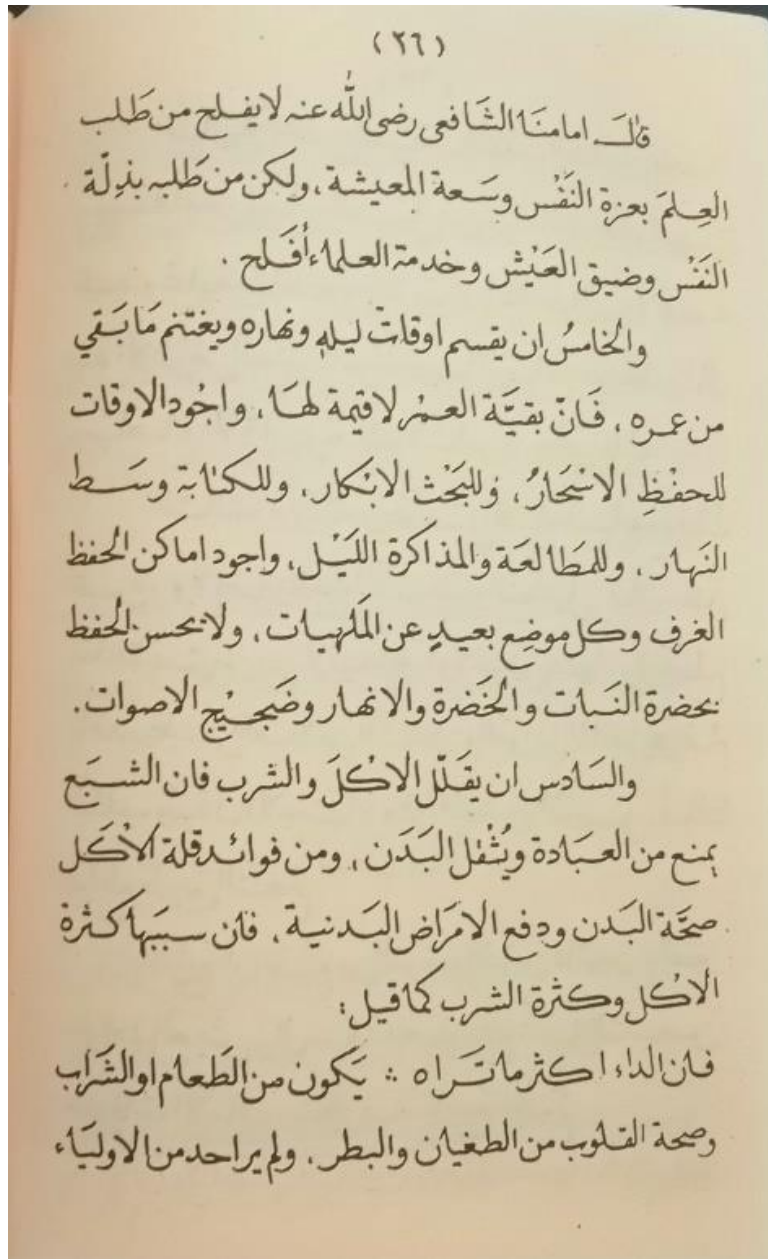 (٢٦)
قال امامنا الشافعى رضى الله عنه لا يفلح من طلب
العلم بعزة النفس وسعة المعيشة، ولكن من طلبه بذلة
النفس وضيق العيش وخدمة العلماء أفلح .
والخامس ان يقسم اوقات ليله ونهاره ويغتنم ما بقي
من عمره، فان بقية العمر لا قيمة لها، واجود الاوقات
للحفظ الاسحار، وللبحث الابكار، وللكتابة وسط
النهار، وللمطالعة والمذاكرة الليل، واجود اماكن الحفظ
الغرف وكل موضع بعيد عن الملهيات، ولا يحسن الحفظ
بحضرة النبات والخضرة والانهار وضجيج الاصوات.
والسادس ان يقلل الاكل والشرب فان الشبع
يمنع من العبادة ويثقل البدن، ومن فوائد قلة الاكل
صحة البدن ودفع الامراض البدنية، فان سببها كثرة
الاكل وكثرة الشرب كما قيل:
فان الداء اكثر ما تراه ∴ يكون من الطعام او الشراب
وصحة القلوب من الطغيان والبطر، ولم ير احد من الاولياء